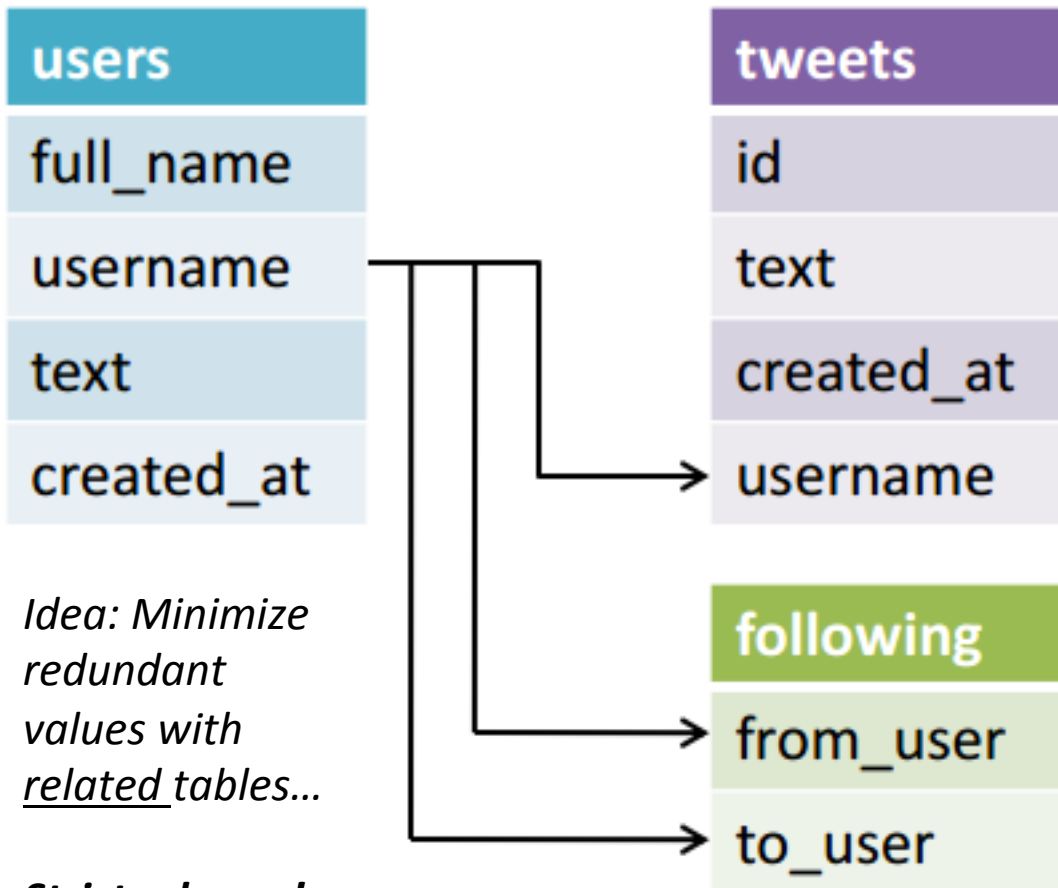 users
full_name
username
text
created_at
tweets
id
text
created_at
username
following
from_user
to_user
Idea: Minimize
redundant
values with
related tables…